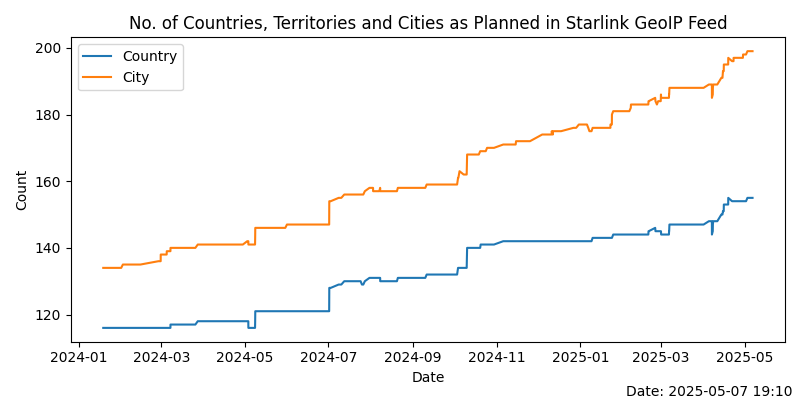 No. of Countries, Territories and Cities as Planned in Starlink GeoIP Feed
Country
City
Count
200
180
160
140
120
2024-01 2024-03 2024-05 2024-07 2024-09 2024-11 2025-01 2025-03 2025-05
Date
Date: 2025-05-07 19:10